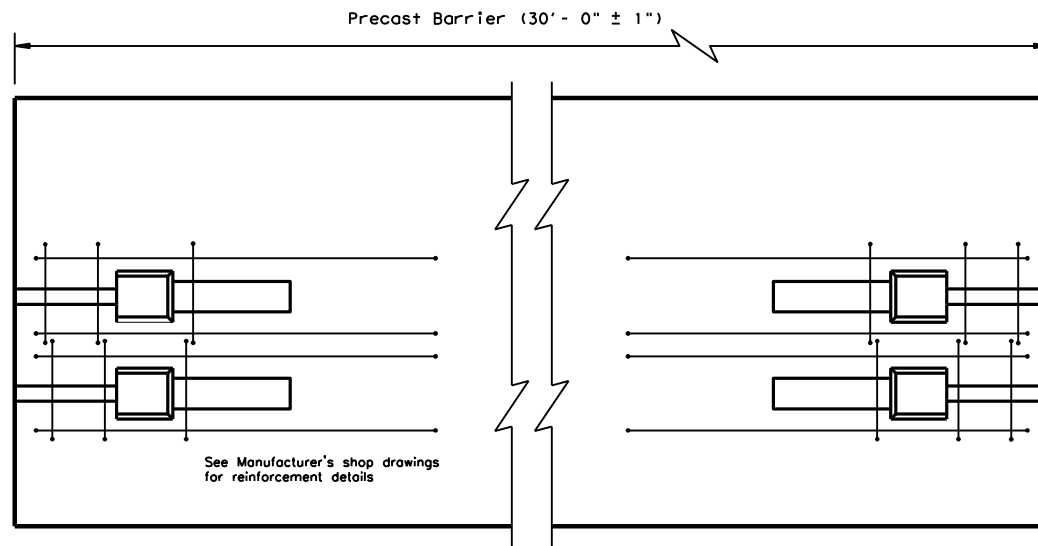 Precast Barrier (30'- 0" ± 1")
See Manufacturer's shop drawings
for reinforcement details